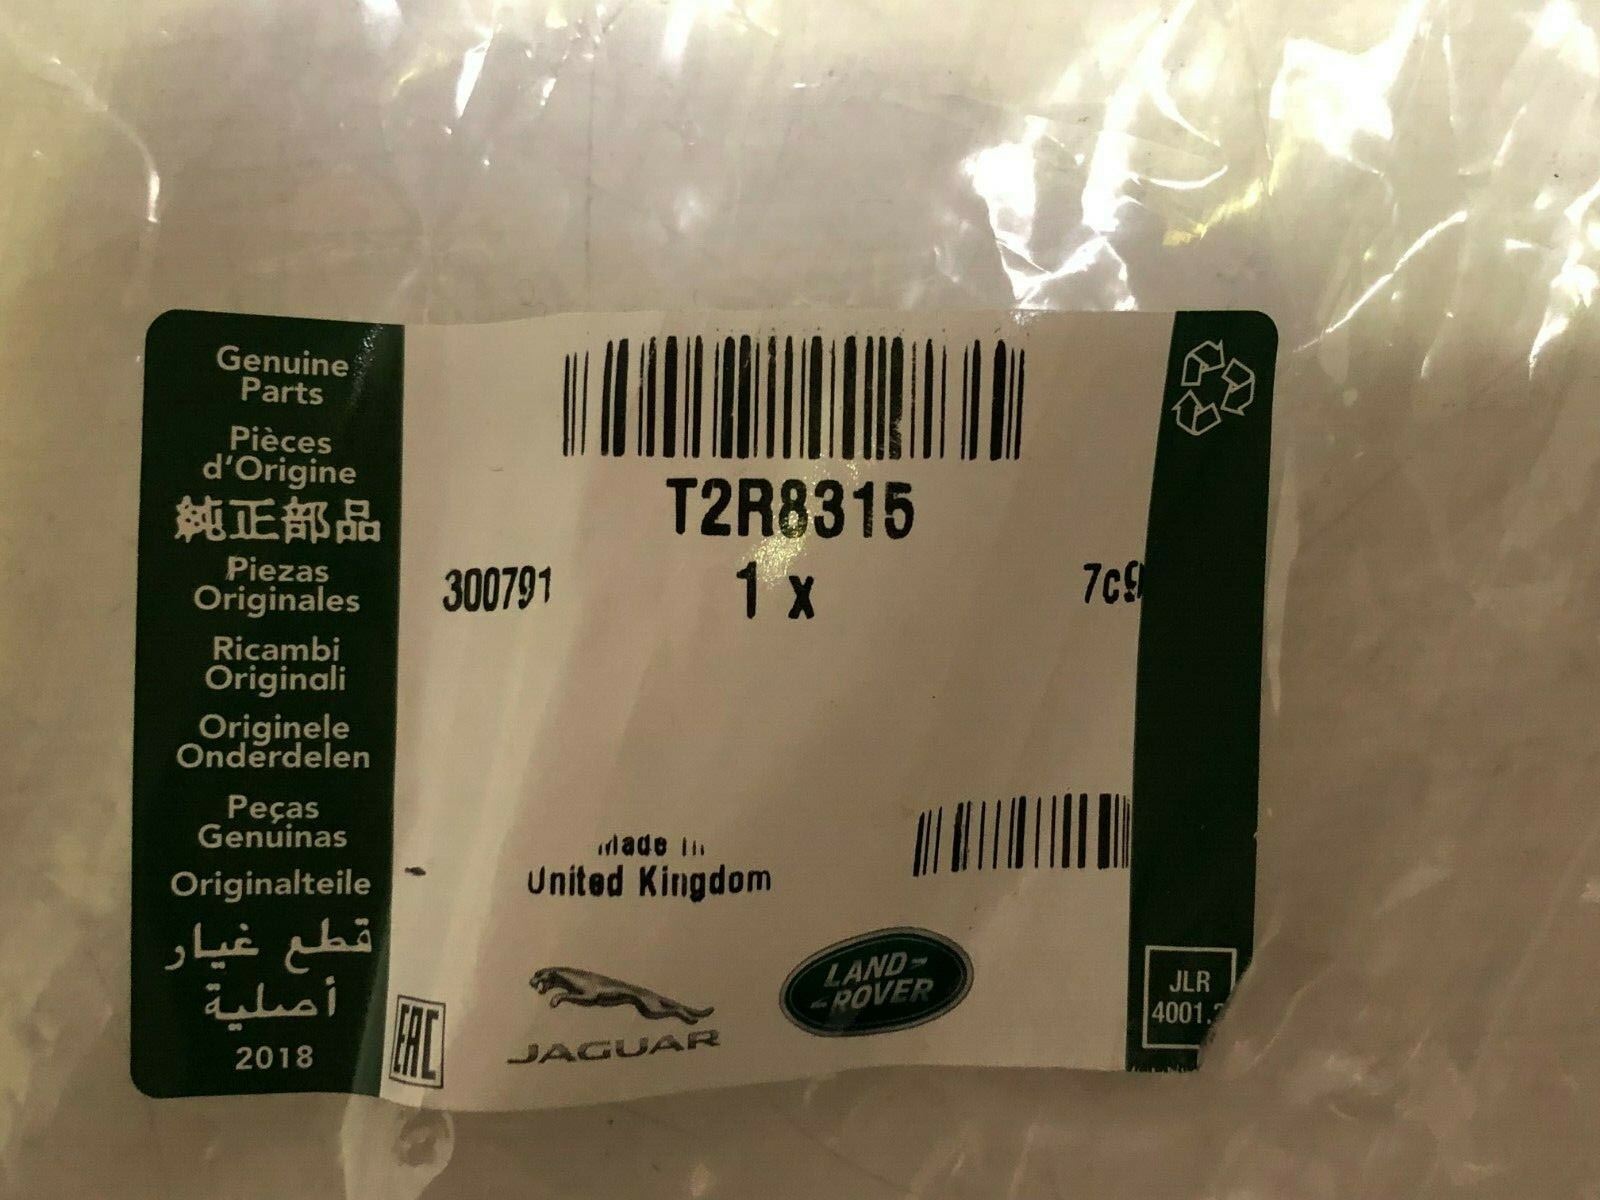 Genuine
Parts
Pièces
d'Origine
純正部品
Piezas
Originales
Ricambi
Originali
Originele
Onderdelen
Peças
Genuinas
Originalteile
قطع غيار
أصلية
2018
T2R8315
300791
1 x
7c9
Made in
United Kingdom
EAC
JAGUAR
LAND-
-ROVER
JLR